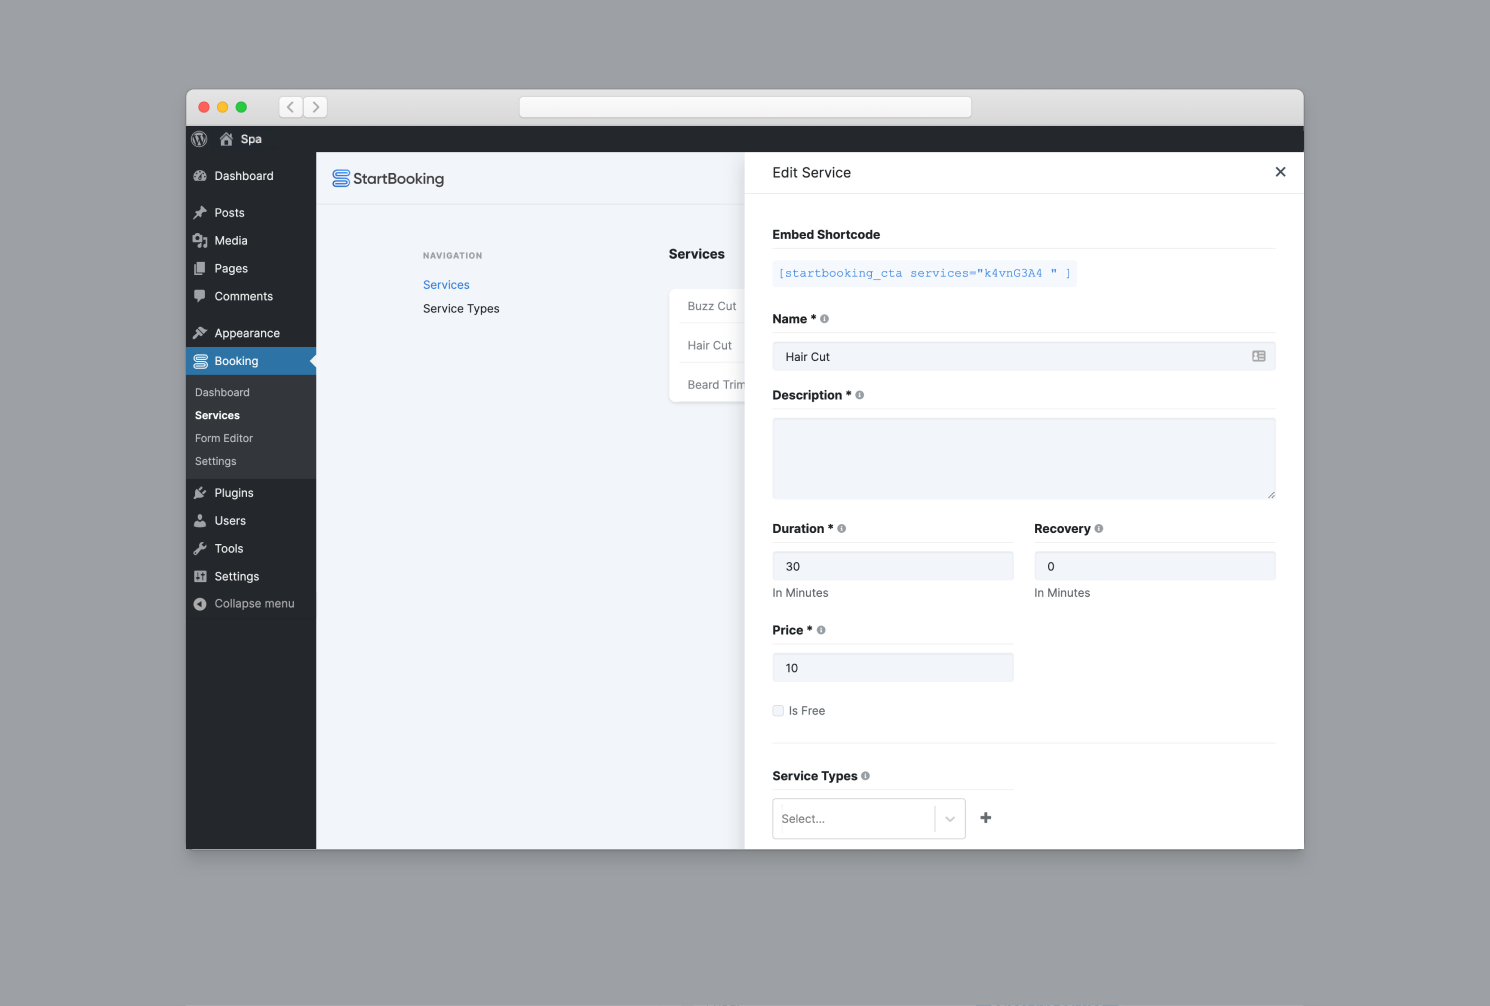 Spa
Dashboard
Posts
Media
Pages
Comments
Appearance
Booking
Dashboard
Services
Form Editor
Settings
Plugins
Users
Tools
Settings
Collapse menu
StartBooking
NAVIGATION
Services
Service Types
Services
Buzz Cut
Hair Cut
Beard Trim
Edit Service
Embed Shortcode
[startbooking_cta services="k4vnG3A4 " ]
Name *
Hair Cut
Description *
Duration *
Recovery
30
0
In Minutes
In Minutes
Price *
10
Is Free
Service Types
Select...